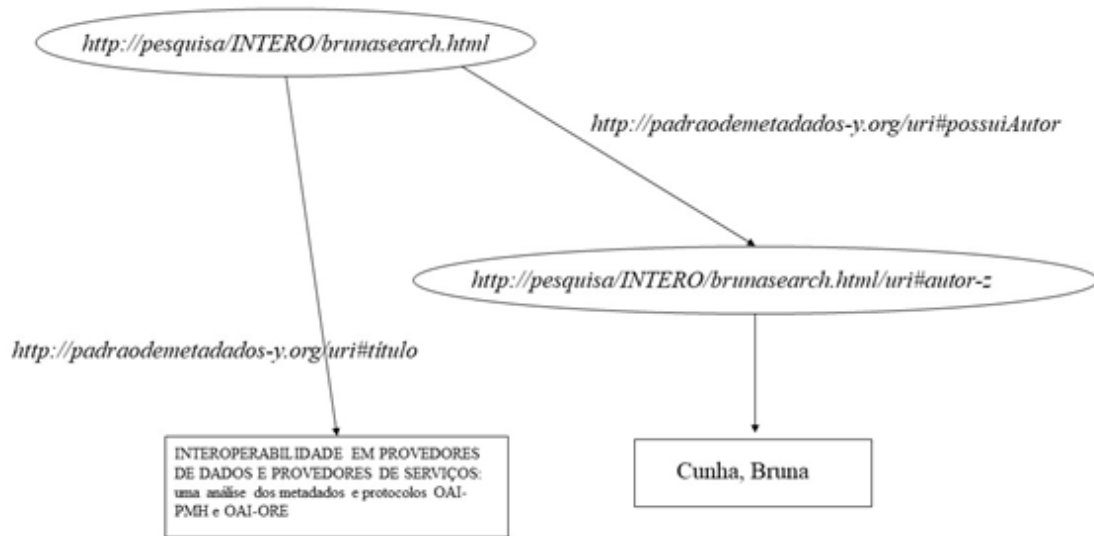 http://pesquisa/INTERO/brunasearch.html
http://padraodemetadados-y.org/uri#possuiAutor
http://pesquisa/INTERO/brunasearch.html/uri#autor-z
http://padraodemetadados-y.org/uri#título
INTEROPERABILIDADE EM PROVEDORES
DE DADOS E PROVEDORES DE SERVIÇOS:
uma análise dos metadados e protocolos OAI-
PMH e OAI-ORE
Cunha, Bruna